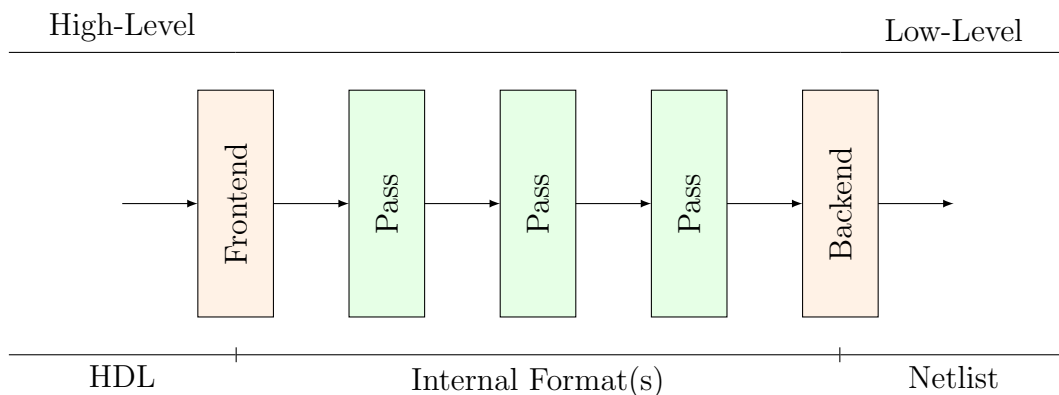 High-Level
Low-Level
Frontend
Pass
Pass
Pass
Backend
HDL
Internal Format(s)
Netlist